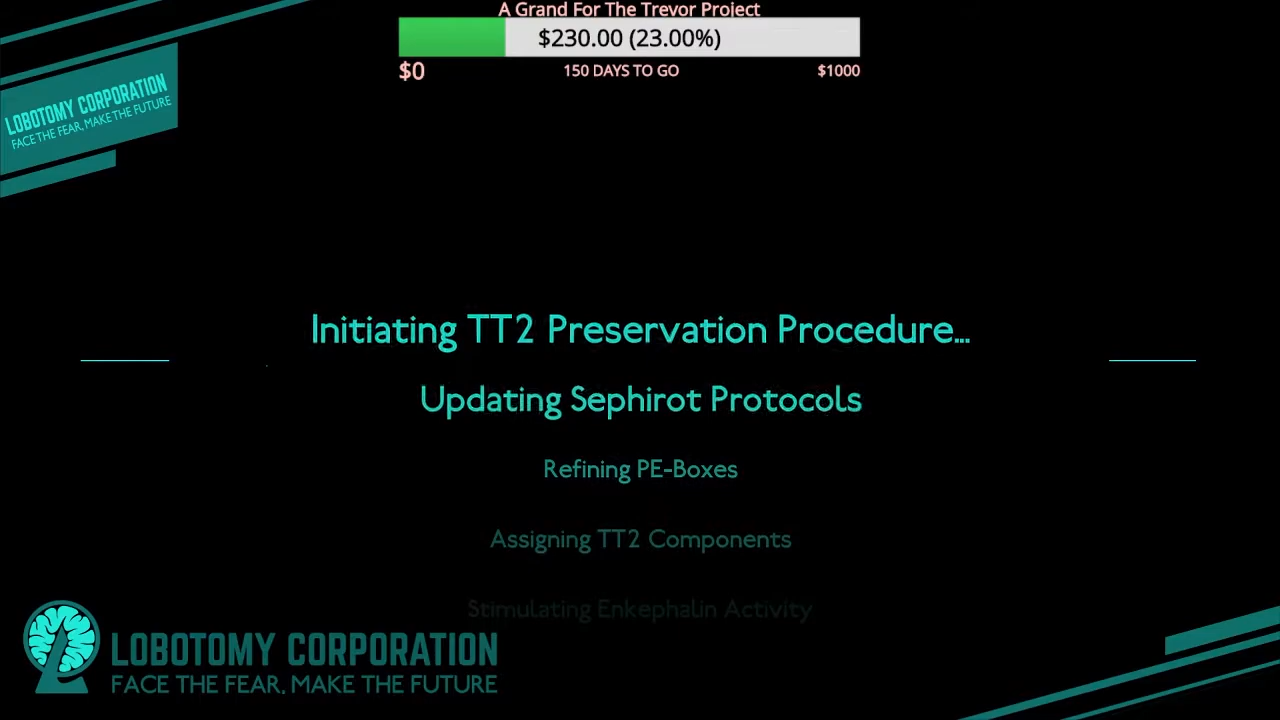 A Grand For The Trevor Project
$230.00 (23.00%)
$0
150 DAYS TO GO
$1000
LOBOTOMY CORPORATION
FACE THE FEAR, MAKE THE FUTURE
Initiating TT2 Preservation Procedure...
Updating Sephirot Protocols
Refining PE-Boxes
Assigning TT2 Components
Stimulating Enkephalin Activity
LOBOTOMY CORPORATION
FACE THE FEAR, MAKE THE FUTURE